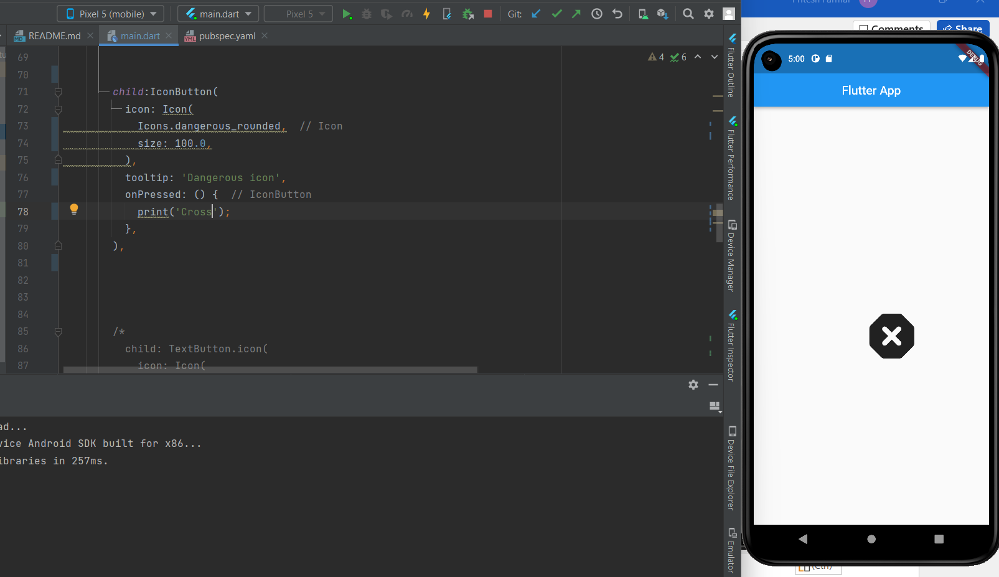 Pixel 5 (mobile) main.dart Pixel 5 Git:
README.md main.dart pubspec.yaml
4 6
69
70
71 child:IconButton(
72 icon: Icon(
73 Icons.dangerous_rounded, // Icon
74 size: 100.0,
75 ),
76 tooltip: 'Dangerous icon',
77 onPressed: () { // IconButton
78 print('Cross');
79 },
80 ),
81
82
83
84
85 /*
86 child: TextButton.icon(
87 icon: Icon(
ad...
vice Android SDK built for x86...
ibraries in 257ms.
Flutter Outline
Flutter Performance
Device Manager
Flutter Inspector
Device File Explorer
Emulator
Comments Share
5:00
DEBUG
Flutter App
(Ctrl)